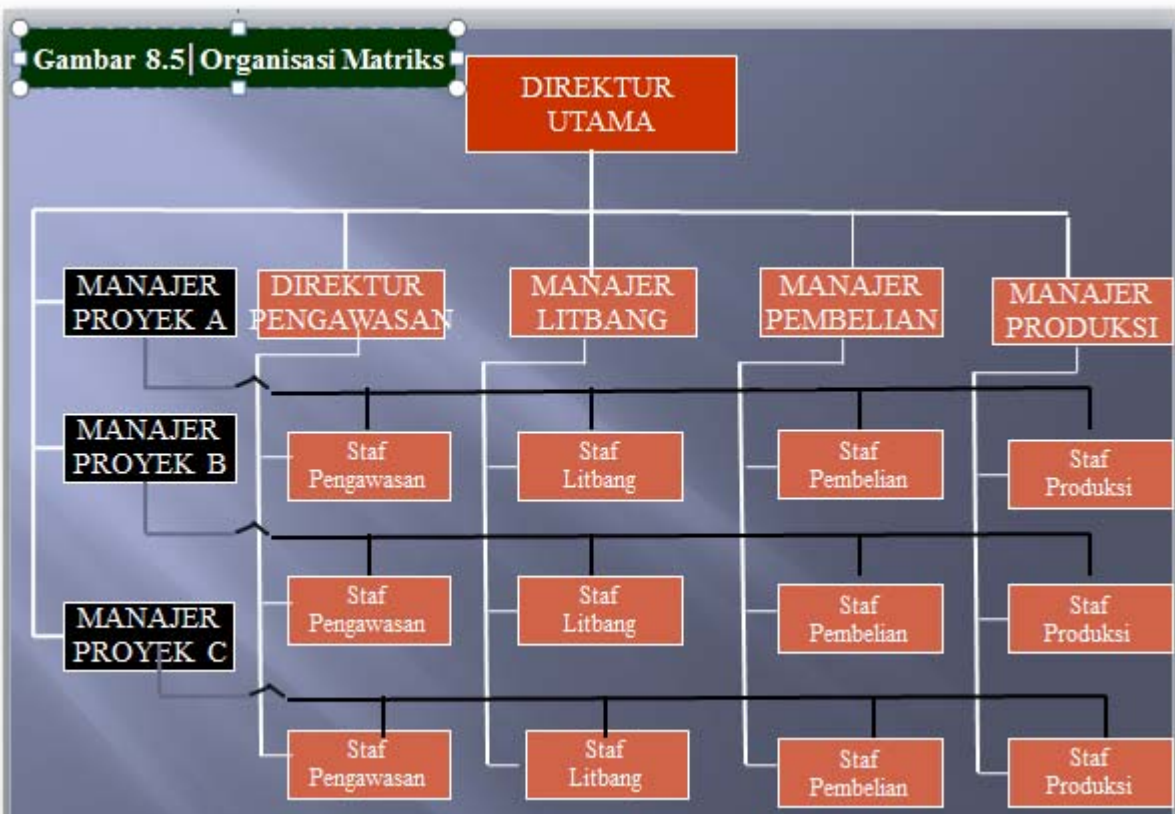 Gambar 8.5 Organisasi Matriks
DIREKTUR
UTAMA
MANAJER
PROYEK A
DIREKTUR
PENGAWASAN
MANAJER
LITBANG
MANAJER
PEMBELIAN
MANAJER
PRODUKSI
MANAJER
PROYEK B
Staf
Pengawasan
Staf
Litbang
Staf
Pembelian
Staf
Produksi
MANAJER
PROYEK C
Staf
Pengawasan
Staf
Litbang
Staf
Pembelian
Staf
Produksi
Staf
Pengawasan
Staf
Litbang
Staf
Pembelian
Staf
Produksi